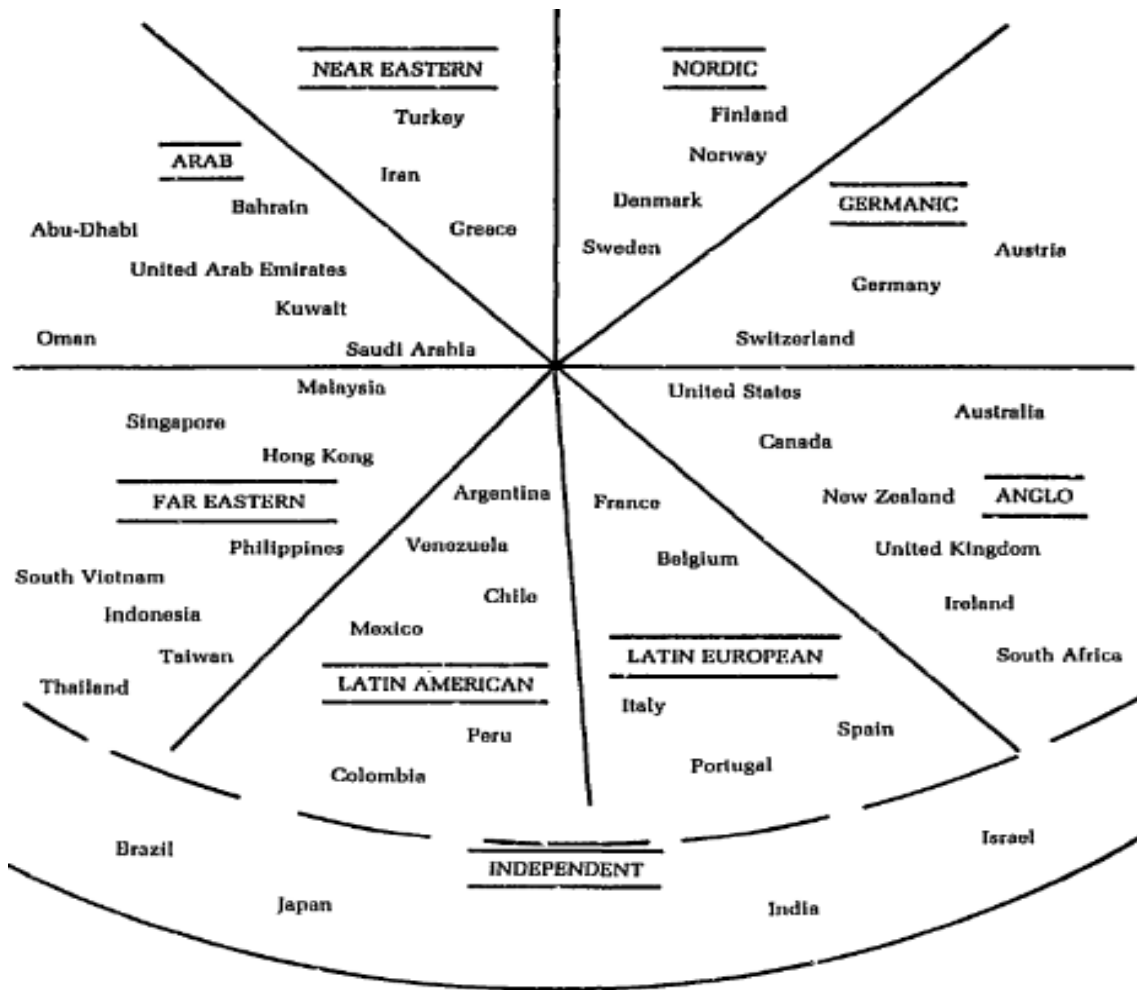 NEAR EASTERN
Turkey
Iran
Greece
NORDIC
Finland
Norway
Denmark
Sweden
ARAB
Bahrain
Abu-Dhabi
United Arab Emirates
Kuwait
Oman
Saudi Arabia
GERMANIC
Austria
Germany
Switzerland
Malaysia
Singapore
Hong Kong
FAR EASTERN
Philippines
South Vietnam
Indonesia
Taiwan
Thailand
Argentina
Venezuela
Chile
Mexico
LATIN AMERICAN
Peru
Colombia
France
Belgium
LATIN EUROPEAN
Italy
Spain
Portugal
United States
Australia
Canada
New Zealand
ANGLO
United Kingdom
Ireland
South Africa
Brazil
Japan
INDEPENDENT
India
Israel